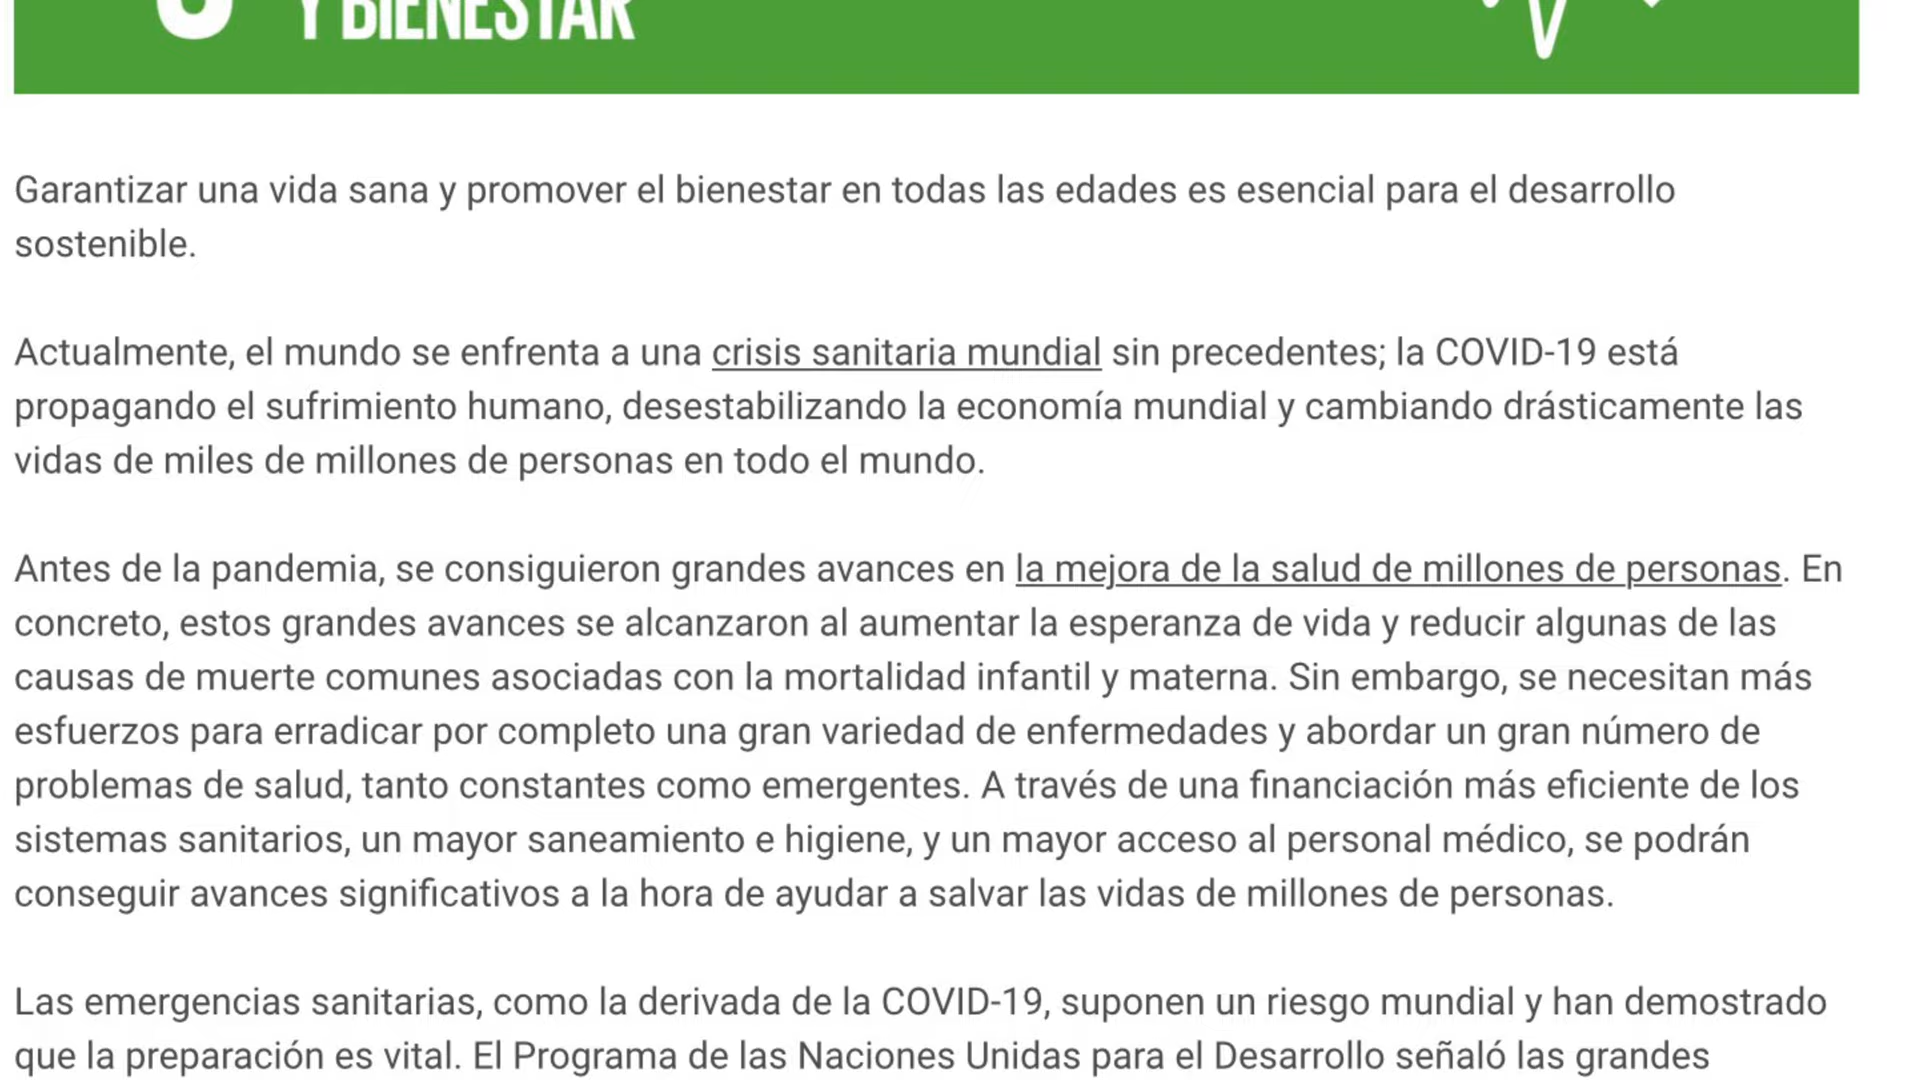 3 Y BIENESTAR
Garantizar una vida sana y promover el bienestar en todas las edades es esencial para el desarrollo
sostenible.
Actualmente, el mundo se enfrenta a una crisis sanitaria mundial sin precedentes; la COVID-19 está
propagando el sufrimiento humano, desestabilizando la economía mundial y cambiando drásticamente las
vidas de miles de millones de personas en todo el mundo.
Antes de la pandemia, se consiguieron grandes avances en la mejora de la salud de millones de personas. En
concreto, estos grandes avances se alcanzaron al aumentar la esperanza de vida y reducir algunas de las
causas de muerte comunes asociadas con la mortalidad infantil y materna. Sin embargo, se necesitan más
esfuerzos para erradicar por completo una gran variedad de enfermedades y abordar un gran número de
problemas de salud, tanto constantes como emergentes. A través de una financiación más eficiente de los
sistemas sanitarios, un mayor saneamiento e higiene, y un mayor acceso al personal médico, se podrán
conseguir avances significativos a la hora de ayudar a salvar las vidas de millones de personas.
Las emergencias sanitarias, como la derivada de la COVID-19, suponen un riesgo mundial y han demostrado
que la preparación es vital. El Programa de las Naciones Unidas para el Desarrollo señaló las grandes